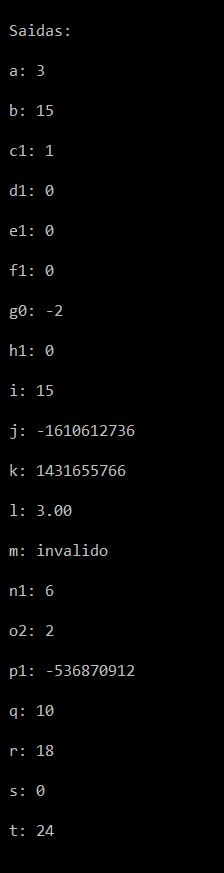 Saidas:
a: 3
b: 15
c1: 1
d1: 0
e1: 0
f1: 0
g0: -2
h1: 0
i: 15
j: -1610612736
k: 1431655766
l: 3.00
m: invalido
n1: 6
o2: 2
p1: -536870912
q: 10
r: 18
s: 0
t: 24